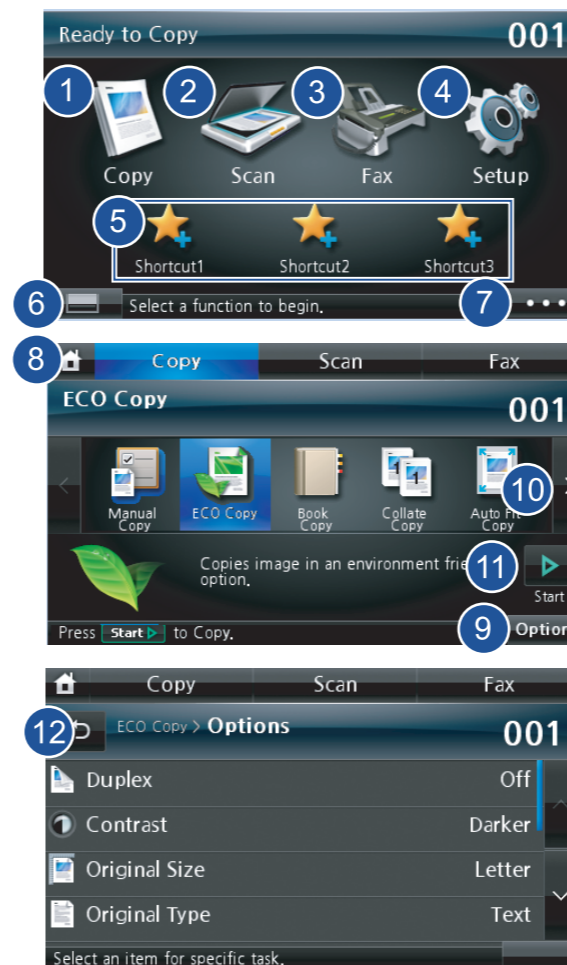 Ready to Copy 001
1 2 3 4
Copy Scan Fax Setup
5
Shortcut1 Shortcut2 Shortcut3
6 Select a function to begin. 7
8 Copy Scan Fax
ECO Copy 001
Manual Copy ECO Copy Book Copy Collate Copy Auto Fit Copy 10
Copies image in an environment 11
option.
Start
Press Start to Copy. 9 Option
Copy Scan Fax
12 ECO Copy > Options 001
Duplex Off
Contrast Darker
Original Size Letter
Original Type Text
Select an item for specific task.